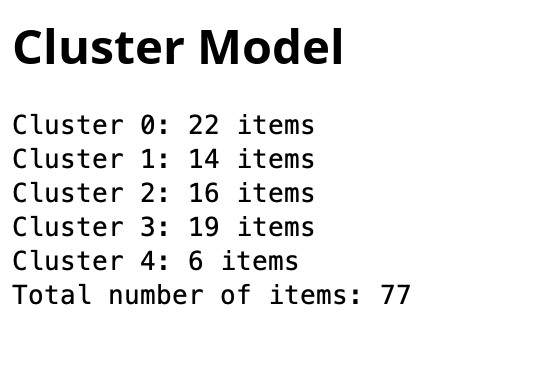 Cluster Model
Cluster 0: 22 items
Cluster 1: 14 items
Cluster 2: 16 items
Cluster 3: 19 items
Cluster 4: 6 items
Total number of items: 77